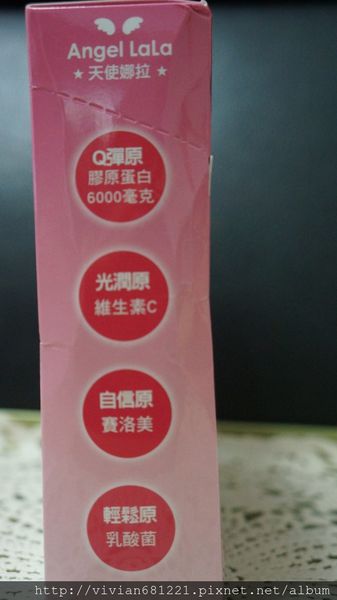 Angel LaLa
★ 天使娜拉 ★
Q彈原
膠原蛋白
6000毫克
光潤原
維生素C
自信原
賽洛美
輕鬆原
乳酸菌
http://vivian681221.pixnet.net/album